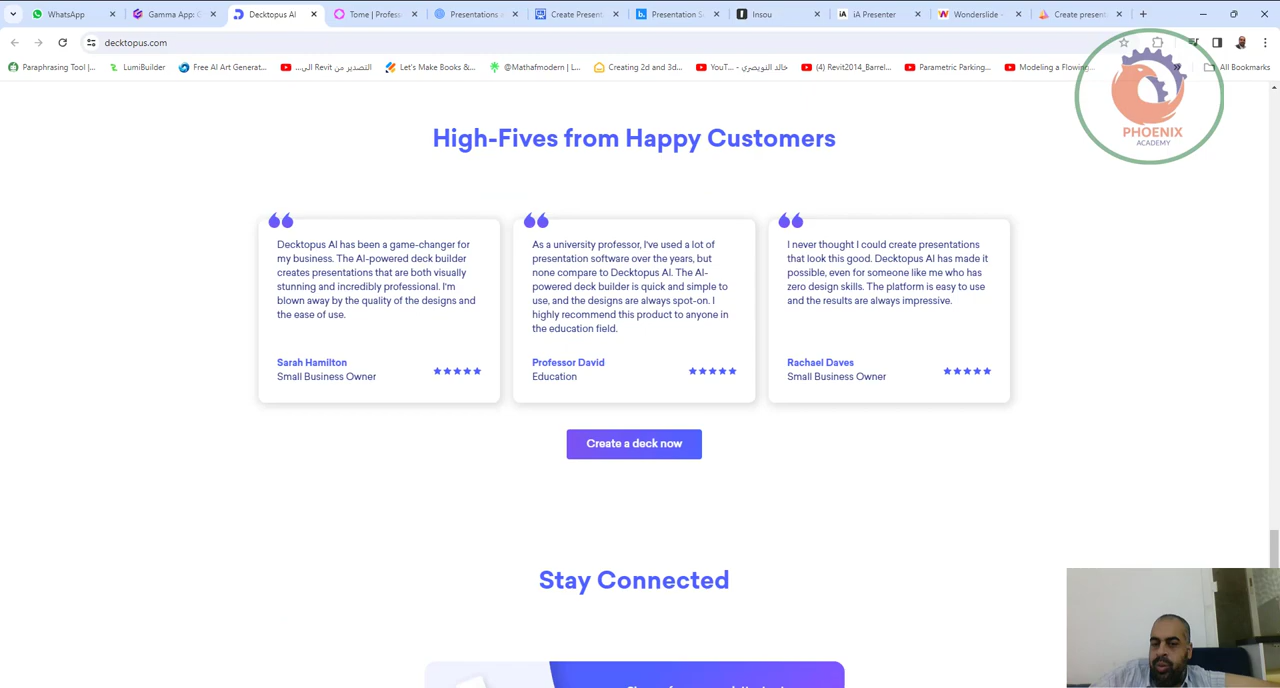 WhatsApp
Gamma App: G
Decktopus AI
Tome | Profess
Presentations
Create Present
Presentation S
Insou
iA Presenter
Wonderslide -
Create present
decktopus.com
Paraphrasing Tool |...
LumiBuilder
Free AI Art Generat...
التصدير من Revit الى...
Let's Make Books &...
@Mathafmodern | L...
Creating 2d and 3d...
خالد النويصري - YouT...
(4) Revit2014_Barrel...
Parametric Parking...
Modeling a Flowing...
All Bookmarks
PHOENIX
ACADEMY
High-Fives from Happy Customers
Decktopus AI has been a game-changer for
my business. The AI-powered deck builder
creates presentations that are both visually
stunning and incredibly professional. I'm
blown away by the quality of the designs and
the ease of use.
Sarah Hamilton
Small Business Owner
As a university professor, I've used a lot of
presentation software over the years, but
none compare to Decktopus AI. The AI-
powered deck builder is quick and simple to
use, and the designs are always spot-on. I
highly recommend this product to anyone in
the education field.
Professor David
Education
I never thought I could create presentations
that look this good. Decktopus AI has made it
possible, even for someone like me who has
zero design skills. The platform is easy to use
and the results are always impressive.
Rachael Daves
Small Business Owner
Create a deck now
Stay Connected